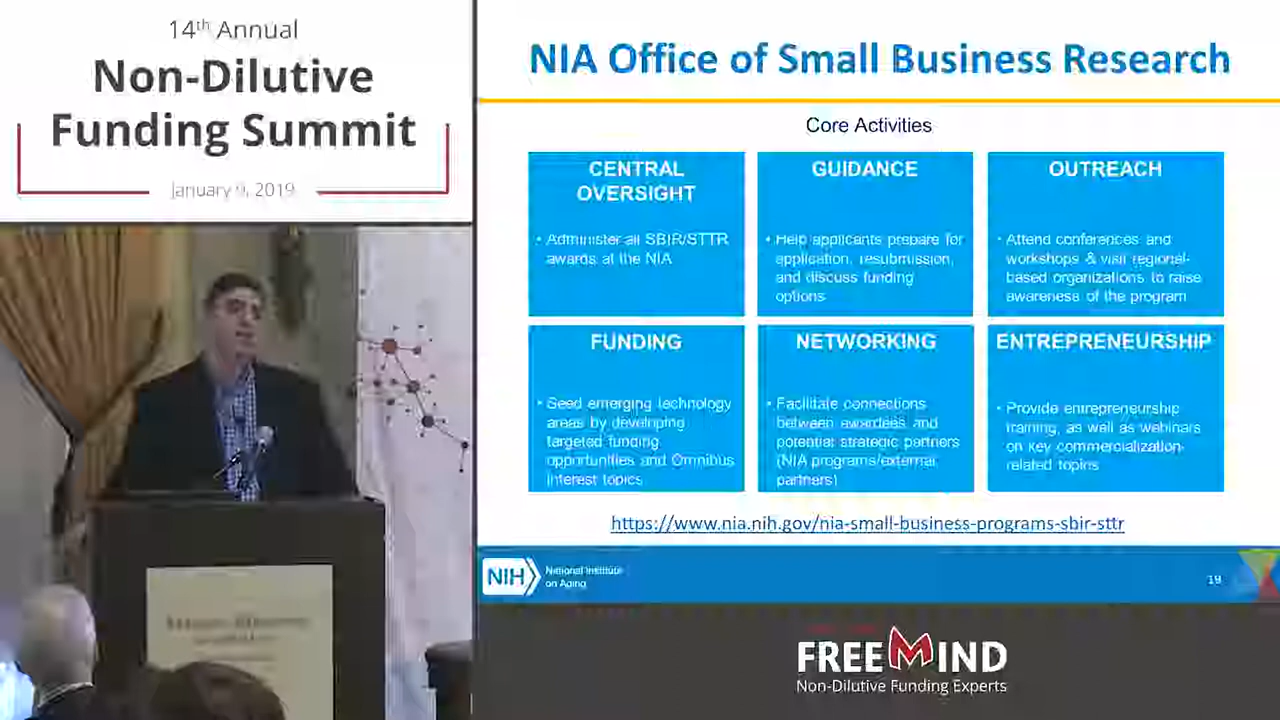 14th Annual
Non-Dilutive
Funding Summit
January 9, 2019
NIA Office of Small Business Research
Core Activities
CENTRAL
OVERSIGHT
• Administer all SBIR/STTR
awards at the NIA
GUIDANCE
• Help applicants prepare for
application, resubmission,
and discuss funding
options
OUTREACH
• Attend conferences and
workshops & visit regional-
based organizations to raise
awareness of the program
FUNDING
• Seed emerging technology
areas by developing
targeted funding
opportunities and Omnibus
interest topics
NETWORKING
• Facilitate connections
between awardees and
potential strategic partners
(NIA programs/external
partners)
ENTREPRENEURSHIP
• Provide entrepreneurship
training, as well as webinars
on key commercialization-
related topics
https://www.nia.nih.gov/nia-small-business-programs-sbir-sttr
NIH
National Institute
on Aging
19
FREEMIND
Non-Dilutive Funding Experts